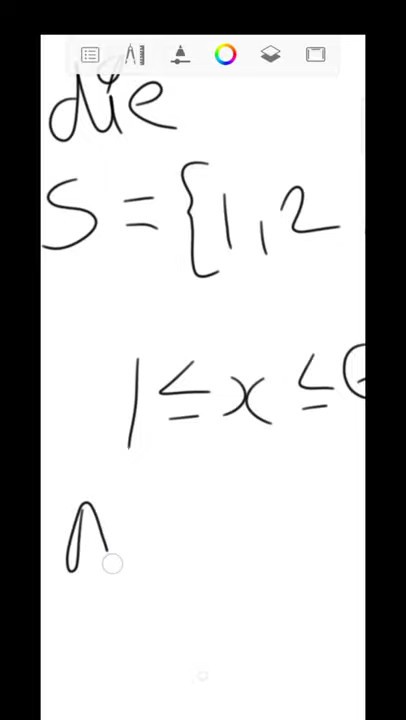 die
S = {1, 2
1 ≤ x ≤